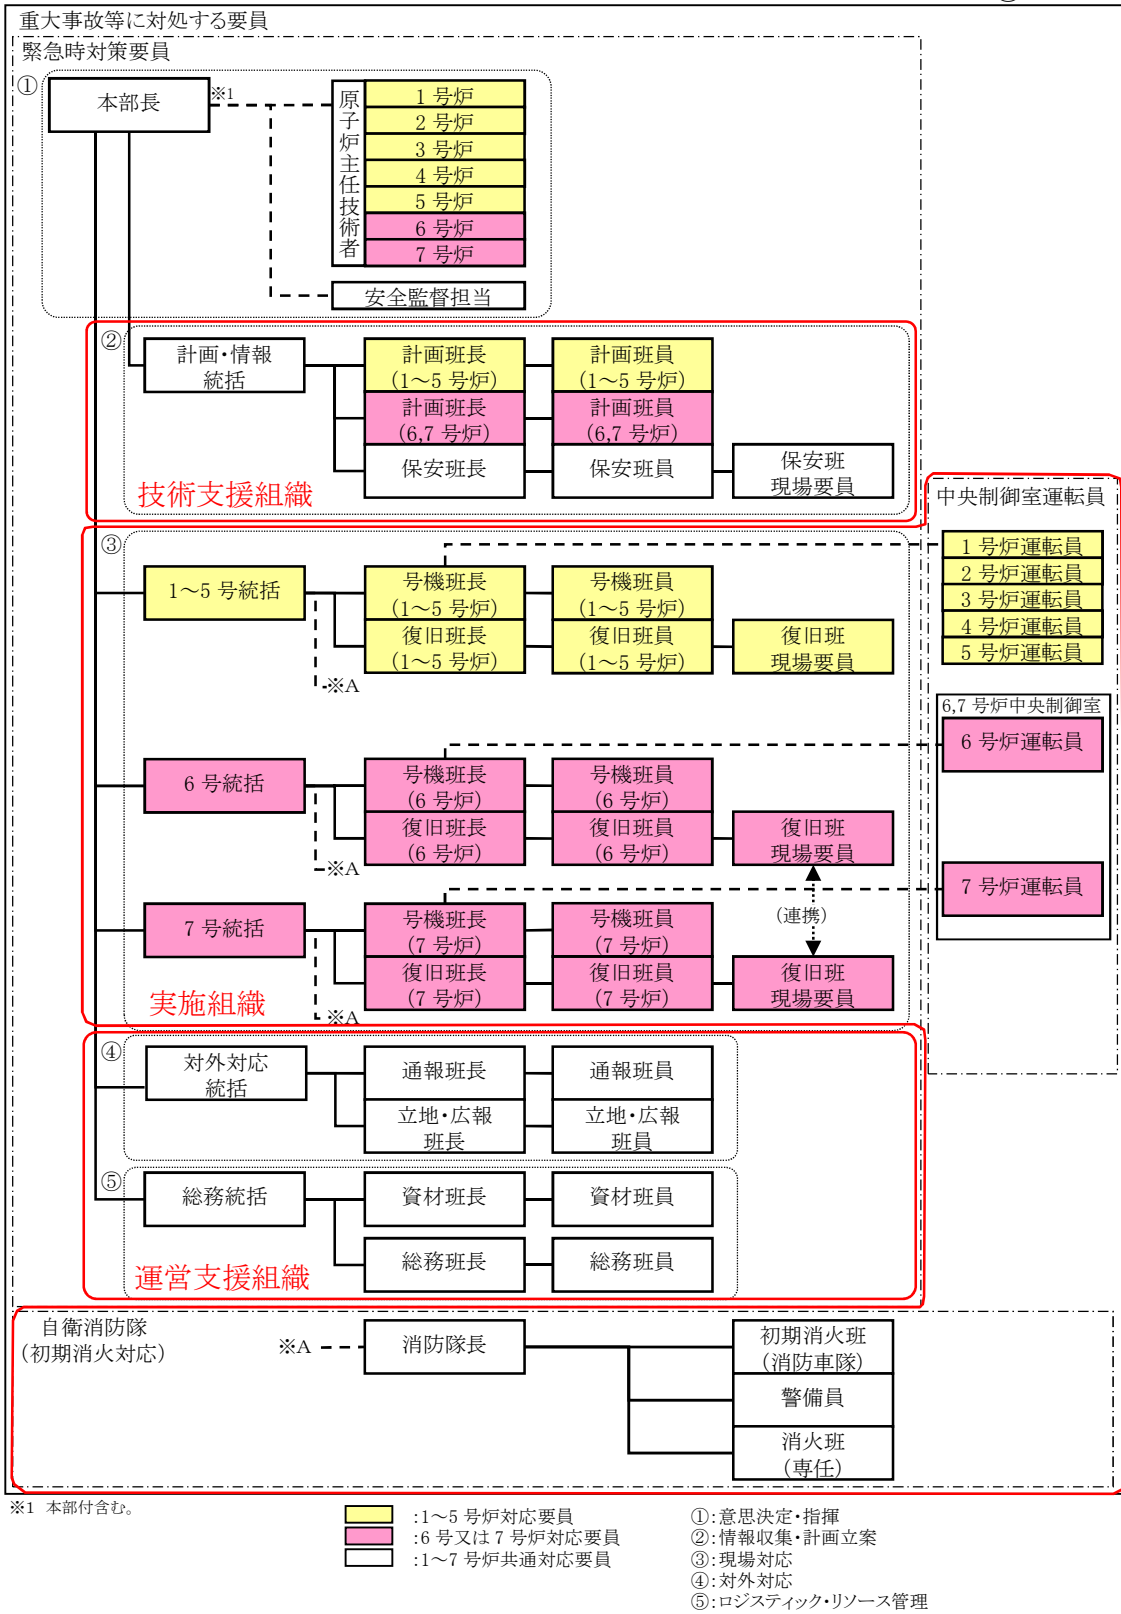 重大事故等に対処する要員
緊急時対策要員
①
本部長
※1
原子炉主任技術者
1 号炉
2 号炉
3 号炉
4 号炉
5 号炉
6 号炉
7 号炉
安全監督担当
②
計画・情報
統括
計画班長
(1～5 号炉)
計画班員
(1～5 号炉)
計画班長
(6,7 号炉)
計画班員
(6,7 号炉)
保安班長
保安班員
保安班
現場要員
技術支援組織
中央制御室運転員
1 号炉運転員
2 号炉運転員
3 号炉運転員
4 号炉運転員
5 号炉運転員
6,7 号炉中央制御室
6 号炉運転員
7 号炉運転員
③
1～5 号統括
号機班長
(1～5 号炉)
号機班員
(1～5 号炉)
復旧班長
(1～5 号炉)
復旧班員
(1～5 号炉)
復旧班
現場要員
※A
6 号統括
号機班長
(6 号炉)
号機班員
(6 号炉)
復旧班長
(6 号炉)
復旧班員
(6 号炉)
復旧班
現場要員
※A
(連携)
7 号統括
号機班長
(7 号炉)
号機班員
(7 号炉)
復旧班長
(7 号炉)
復旧班員
(7 号炉)
復旧班
現場要員
※A
実施組織
④
対外対応
統括
通報班長
通報班員
立地・広報
班長
立地・広報
班員
⑤
総務統括
資材班長
資材班員
総務班長
総務班員
運営支援組織
自衛消防隊
(初期消火対応)
※A
消防隊長
初期消火班
(消防車隊)
警備員
消火班
(専任)
※1 本部付含む。
:1～5 号炉対応要員
:6 号又は 7 号炉対応要員
:1～7 号炉共通対応要員
①:意思決定・指揮
②:情報収集・計画立案
③:現場対応
④:対外対応
⑤:ロジスティック・リソース管理